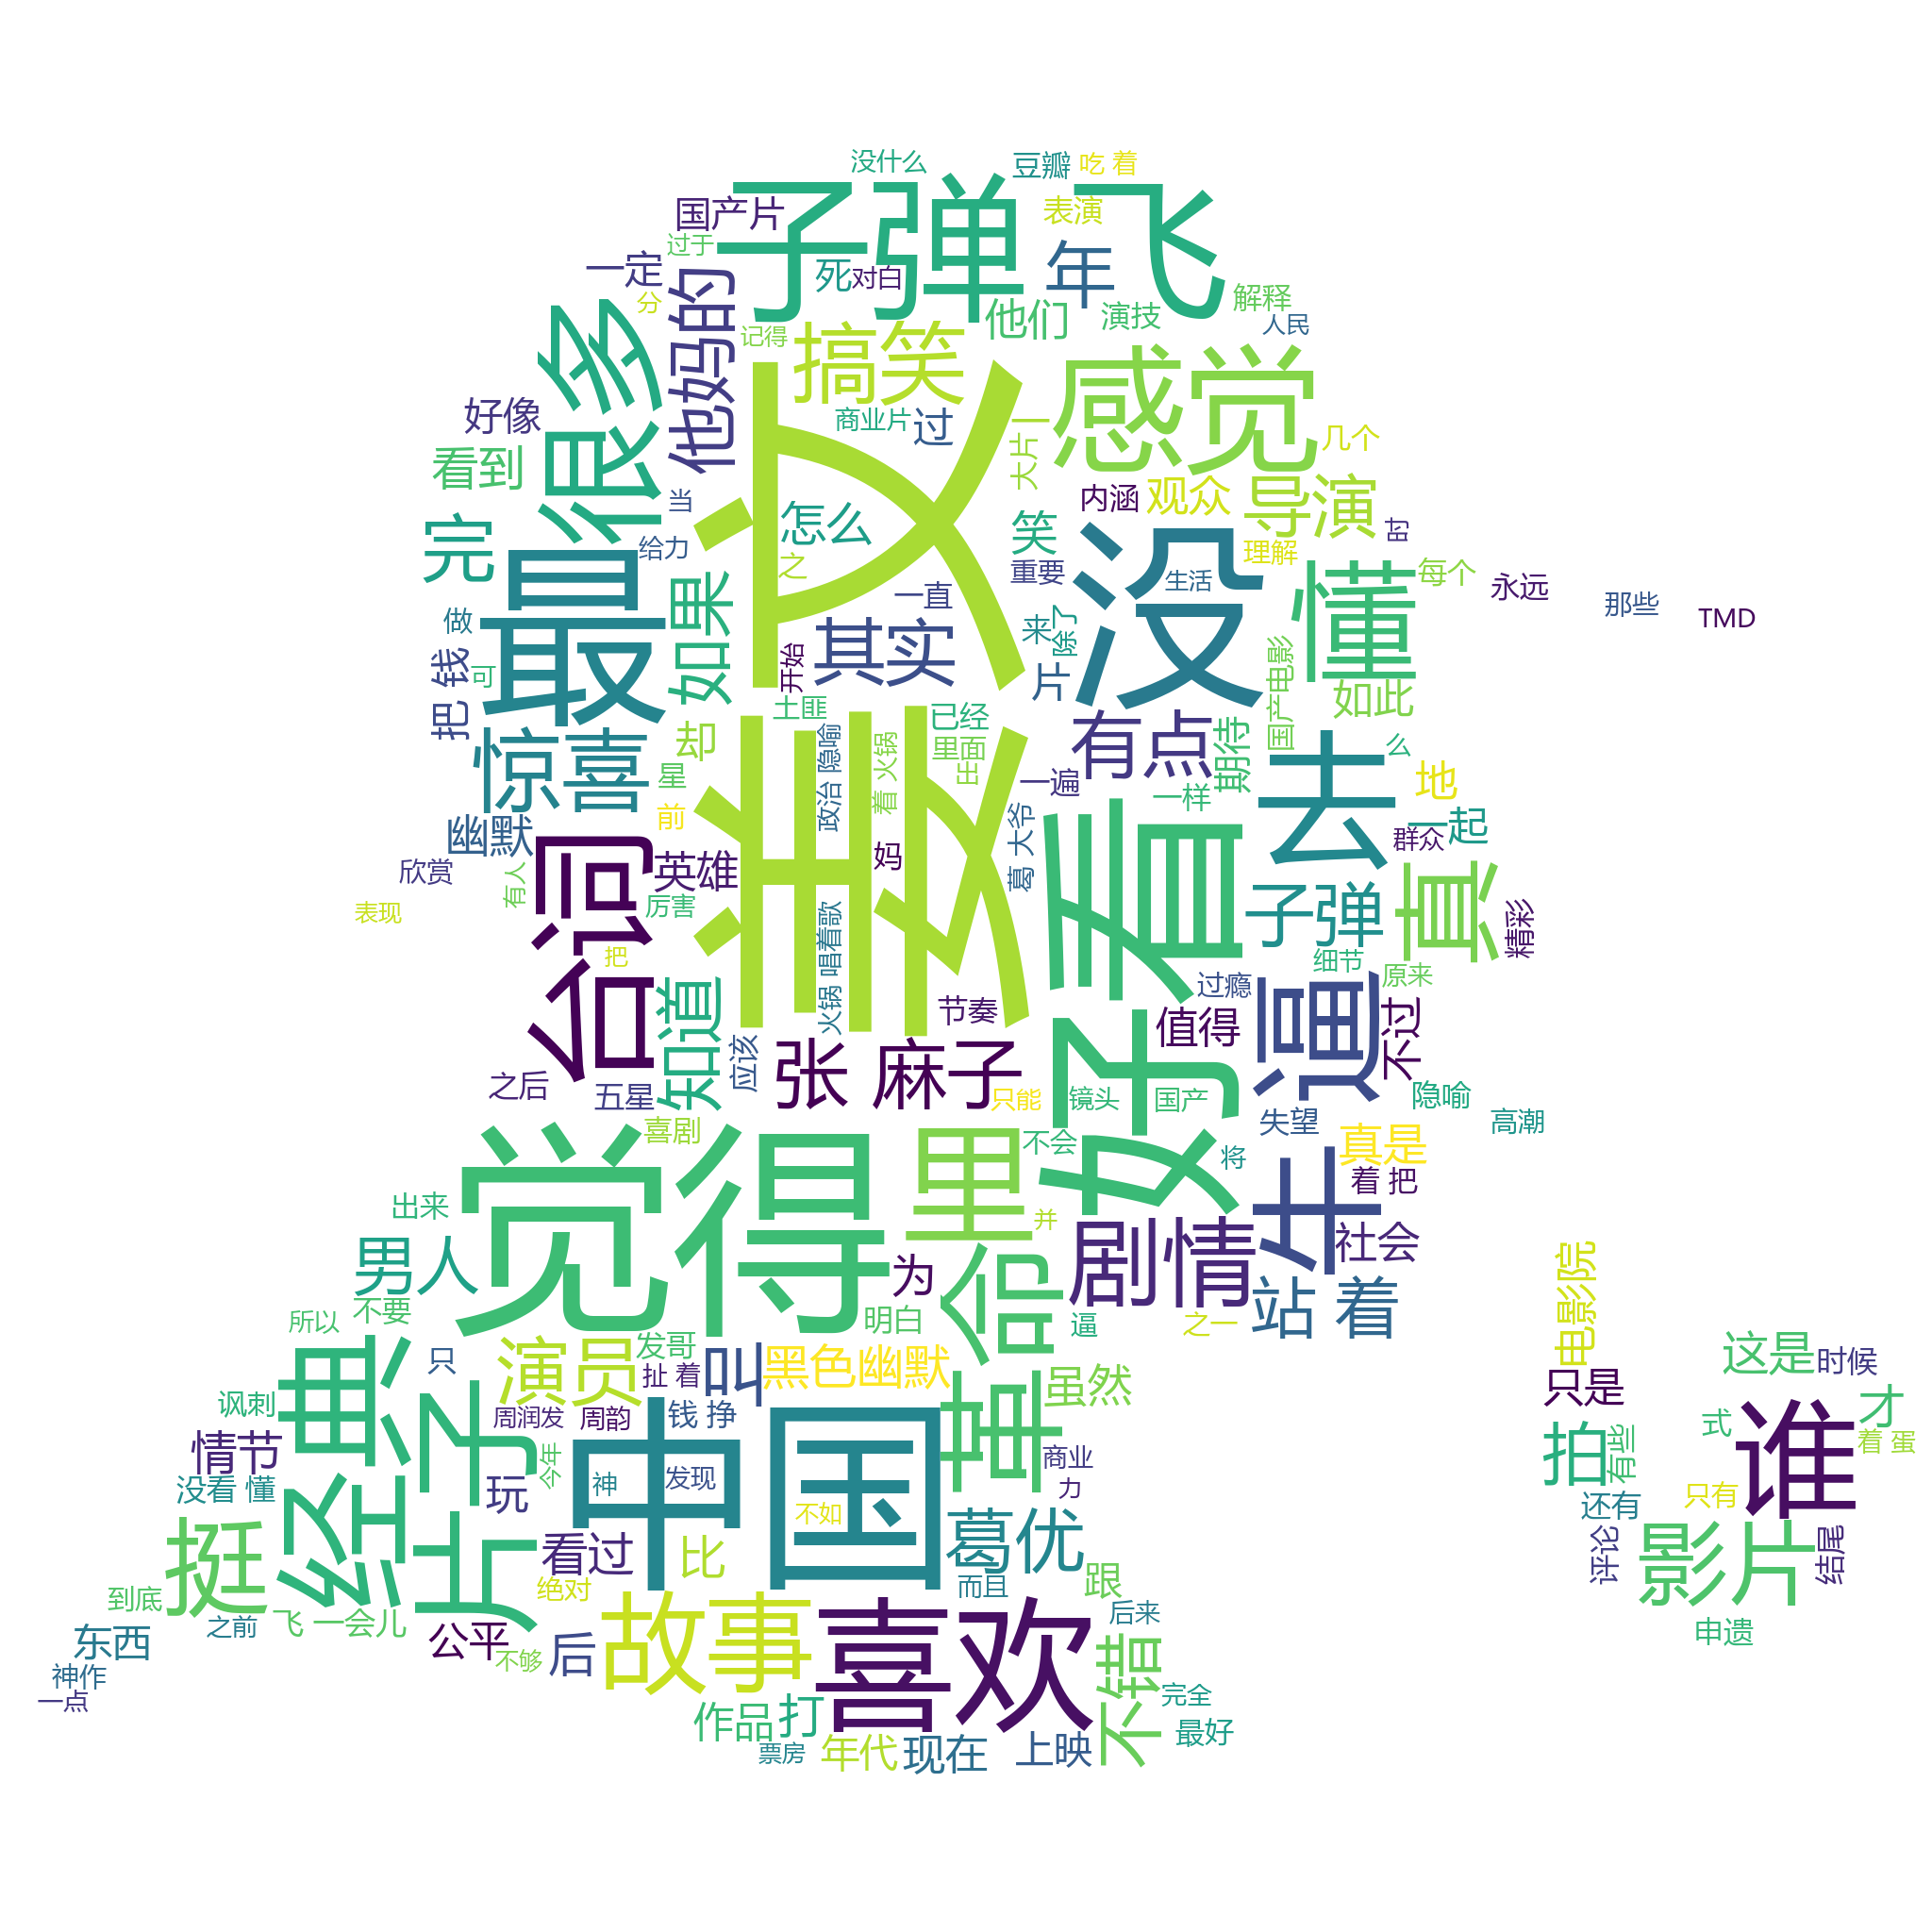 没什么
豆瓣
吃 着
子弹 飞
国产片
表演
过于
一定
年
死
对白
他妈的
解释
分
他们
演技
人民
很多
记得
搞笑
感觉
姜文
好像
商业片
过
大片
一
几个
看到
内涵
观众
导演
当
怎么
笑
完
给力
没
理解
最
之
重要
生活
懂
每个
永远
如果
一直
那些
TMD
做
来
除了
其实
钱
把
可
开始
片
国产电影
如此
土匪
已经
有点
期待
惊喜
却
政治 隐喻
着 火锅
里面
出
去
么
星
一遍
地
前
一样
幽默
葛 大爷
一起
看
群众
台词
英雄
妈
欣赏
有人
真
厉害
子弹
表现
火锅 唱着歌
精彩
把
细节
知道
过瘾
原来
节奏
值得
逼
不过
好
张 麻子
应该
之后
五星
只能
镜头
国产
隐喻
失望
高潮
觉得
喜剧
里
不会
真是
将
牛
着 把
出来
并
剧情
社会
男人
命
为
站 着
电影院
不要
所以
明白
逼
之一
经典
演员
发哥
叫
黑色幽默
这是
时候
只
扯 着
革
虽然
只是
讽刺
片子
周润发
周韵
钱 挣
中国
谁
才
式
情节
拍
有些
着 蛋
今年
商业
没看 懂
玩
神
发现
力
只有
不如
还有
挺
看过
比
葛优
影片
评论
结尾
到底
绝对
而且
跟
之前
飞 一会儿
故事
喜欢
后来
东西
公平
后
不错
申遗
不够
神作
一点
作品
打
完全
票房
年代
现在
上映
最好